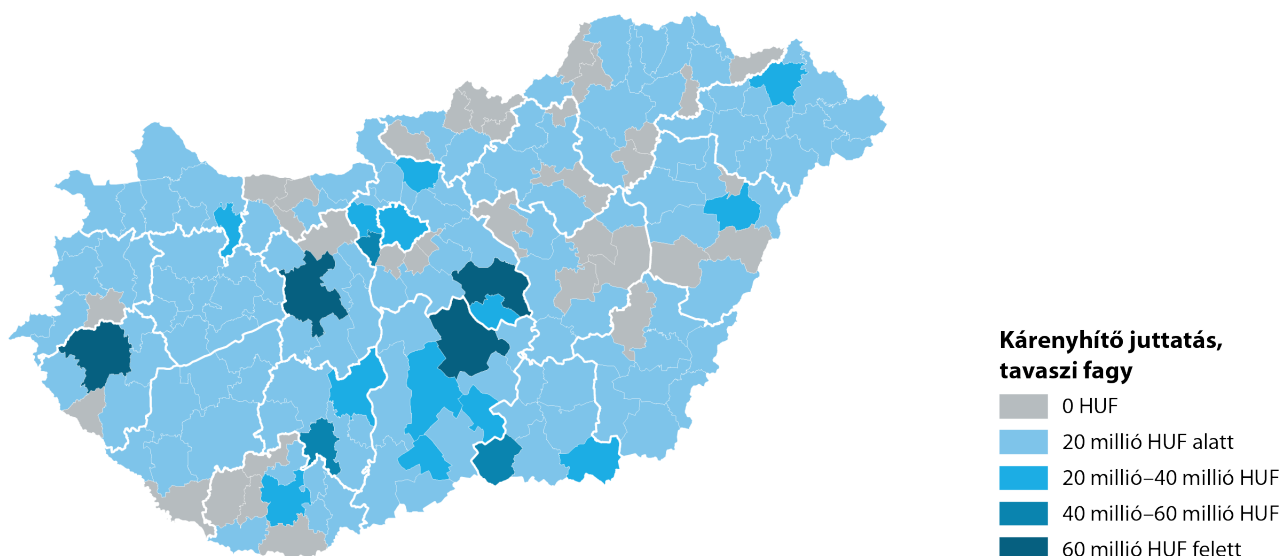 Kárenyhítő juttatás,
tavaszi fagy
0 HUF
20 millió HUF alatt
20 millió–40 millió HUF
40 millió–60 millió HUF
60 millió HUF felett